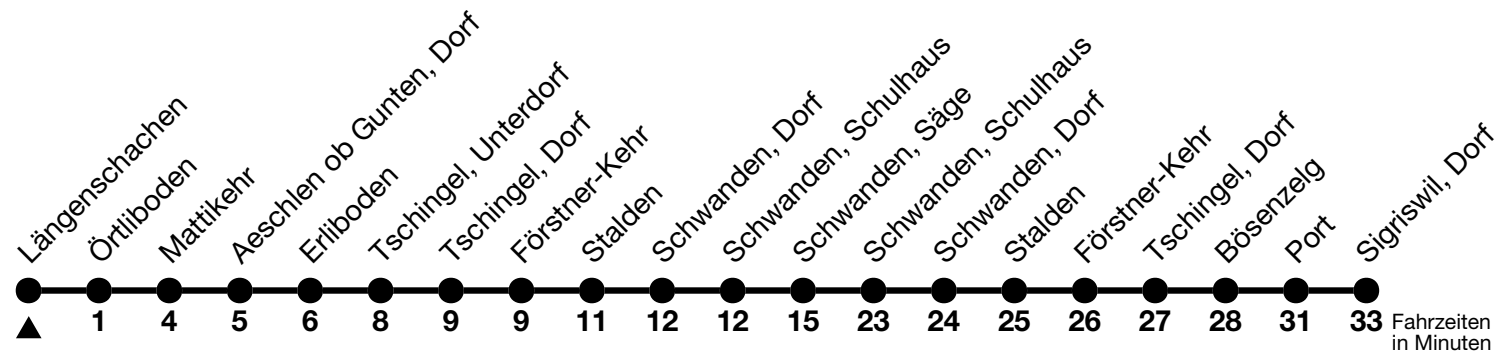 Längenschachen
Örtliboden
Mattikehr
Aeschlen ob Gunten, Dorf
Erliboden
Tschingel, Unterdorf
Tschingel, Dorf
Förstner-Kehr
Stalden
Schwanden, Dorf
Schwanden, Schulhaus
Schwanden, Säge
Schwanden, Schulhaus
Schwanden, Dorf
Stalden
Förstner-Kehr
Tschingel, Dorf
Bösenzelg
Port
Sigriswil, Dorf
1 4 5 6 8 9 9 11 12 12 15 23 24 25 26 27 28 31 33 Fahrzeiten
in Minuten